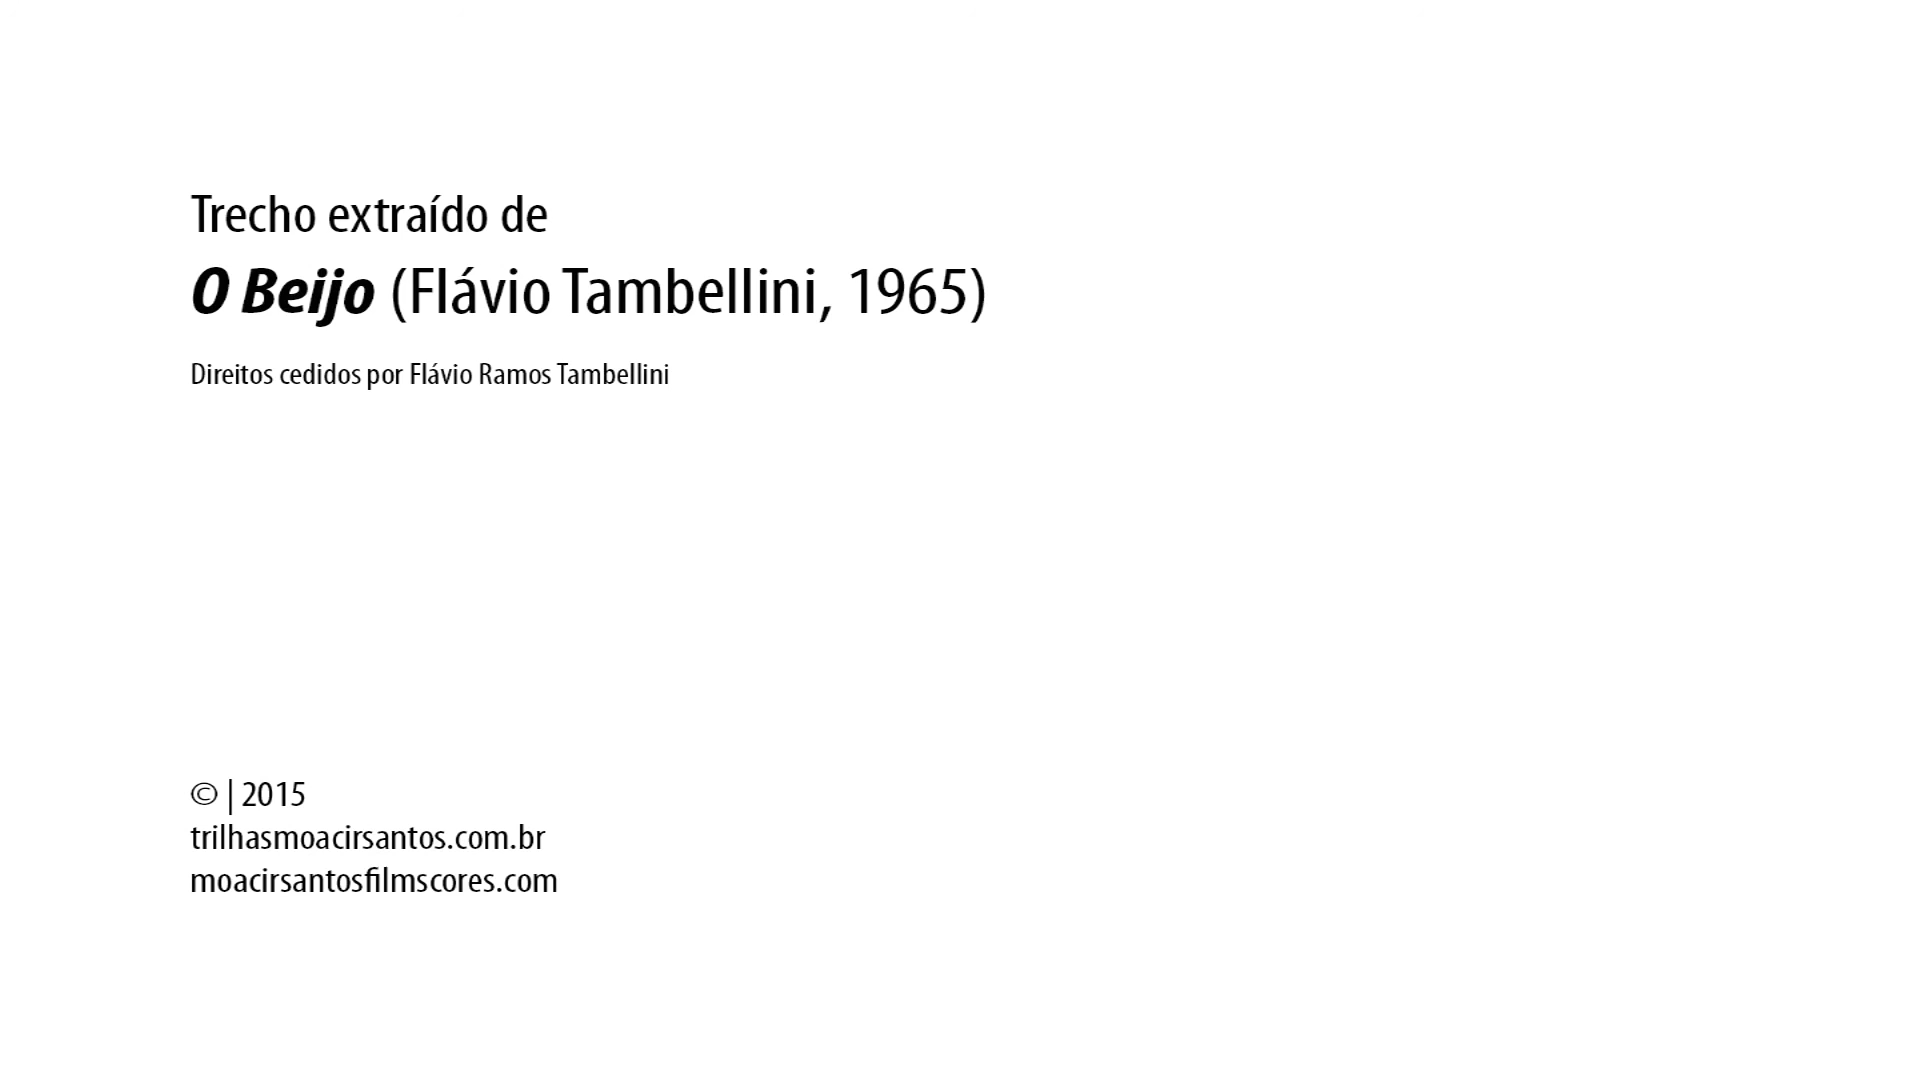 Trecho extraído de
O Beijo (Flávio Tambellini, 1965)
Direitos cedidos por Flávio Ramos Tambellini
© | 2015
trilhasmoacirsantos.com.br
moacirsantosfilmscores.com